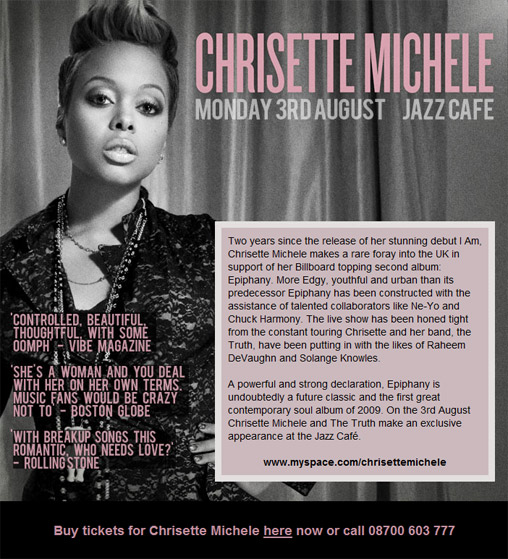 CHRISETTE MICHELE
MONDAY 3RD AUGUST JAZZ CAFE
Two years since the release of her stunning debut I Am,
Chrisette Michele makes a rare foray into the UK in
support of her Billboard topping second album:
Epiphany. More Edgy, youthful and urban than its
predecessor Epiphany has been constructed with the
assistance of talented collaborators like Ne-Yo and
Chuck Harmony. The live show has been honed tight
from the constant touring Chrisette and her band, the
Truth, have been putting in with the likes of Raheem
DeVaughn and Solange Knowles.
A powerful and strong declaration, Epiphany is
undoubtedly a future classic and the first great
contemporary soul album of 2009. On the 3rd August
Chrisette Michele and The Truth make an exclusive
appearance at the Jazz Café.
www.myspace.com/chrisettemichele
'CONTROLLED, BEAUTIFUL,
THOUGHTFUL, WITH SOME
OOMPH' - VIBE MAGAZINE
'SHE'S A WOMAN AND YOU DEAL
WITH HER ON HER OWN TERMS.
MUSIC FANS WOULD BE CRAZY
NOT TO' - BOSTON GLOBE
'WITH BREAKUP SONGS THIS
ROMANTIC, WHO NEEDS LOVE?'
- ROLLING STONE
Buy tickets for Chrisette Michele here now or call 08700 603 777